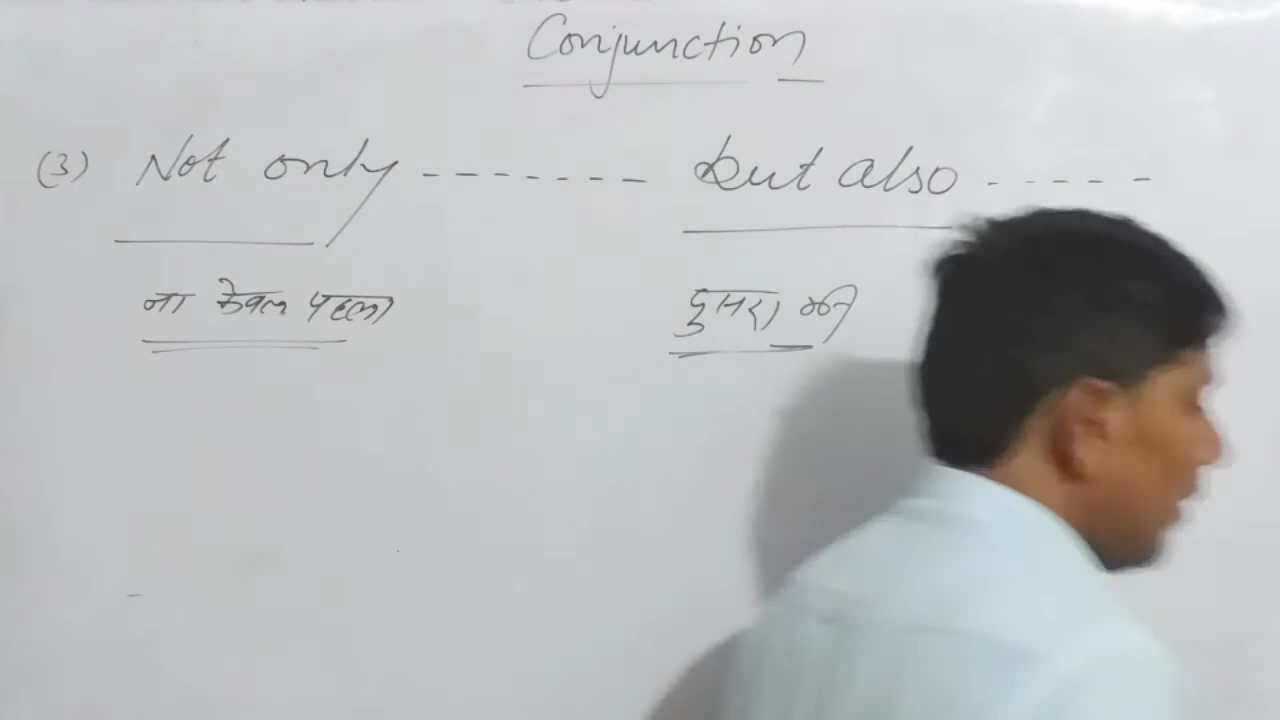 Conjunction
(3) Not only ------- but also -----
ना केवल पहला दुसरा भी